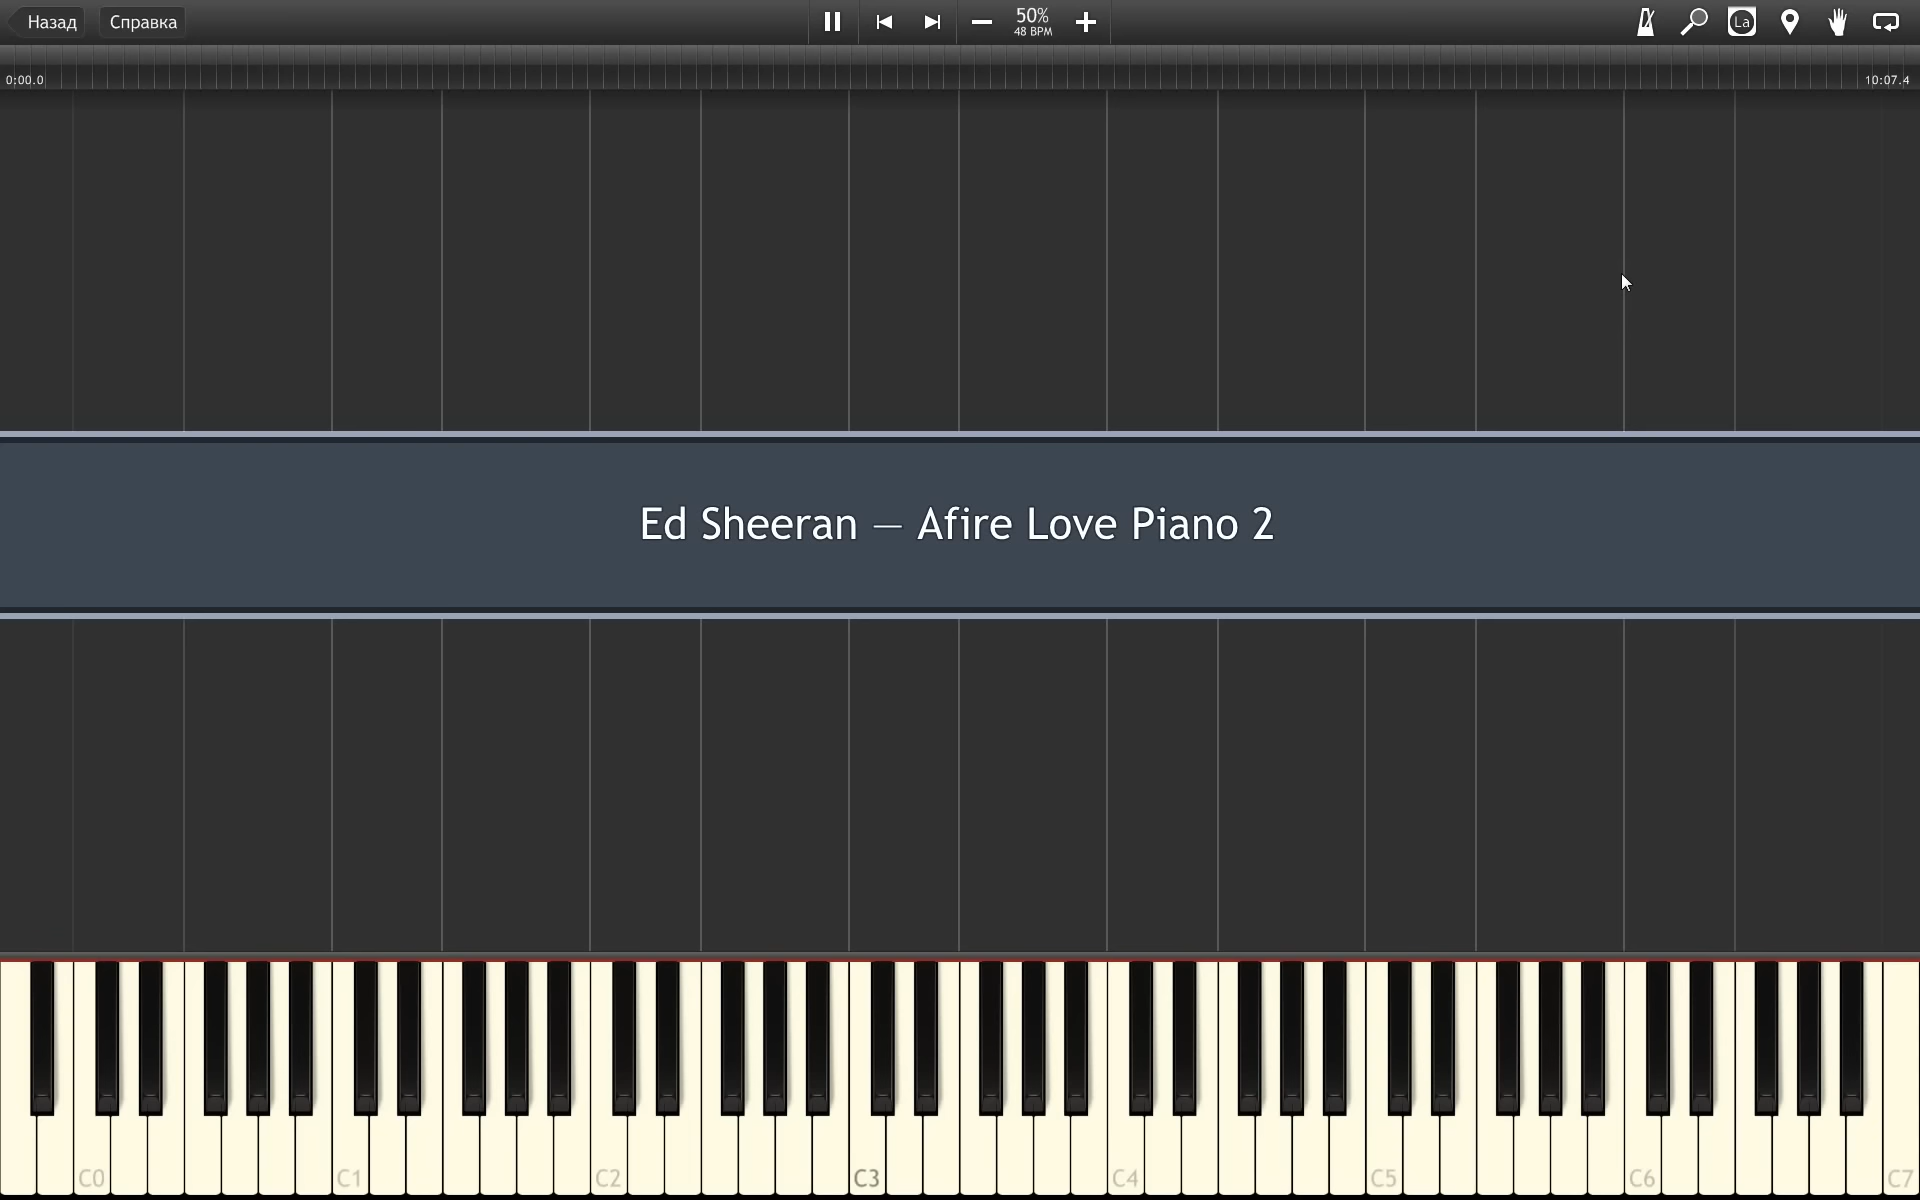 Назад Справка 50% La
48 BPM
0:00.0 10:07.4
Ed Sheeran — Afire Love Piano 2
C0 C1 C2 C3 C4 C5 C6 C7